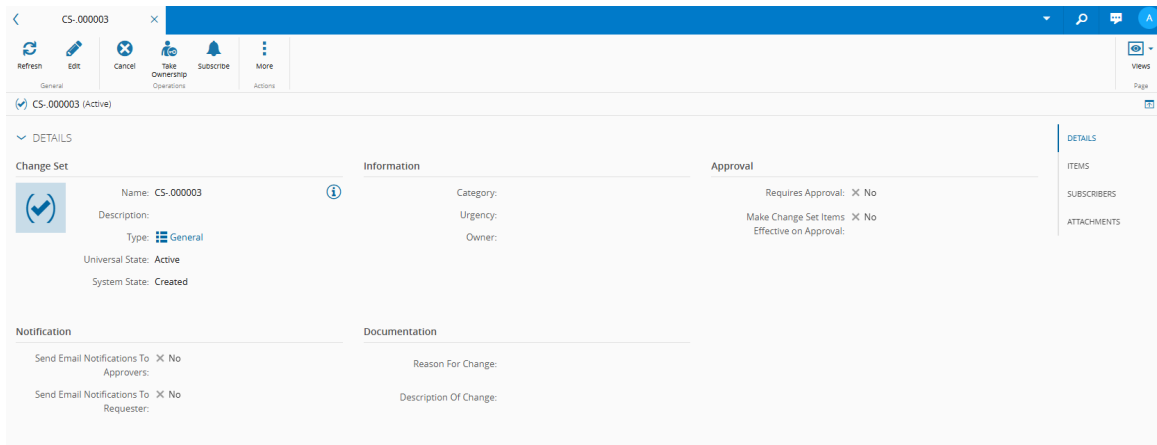 CS-.000003
A
Refresh
Edit
Cancel
Take
Ownership
Subscribe
More
Views
General
Operations
Actions
Page
CS-.000003 (Active)
DETAILS
Change Set
Name: CS-.000003
Description:
Type: General
Universal State: Active
System State: Created
Information
Category:
Urgency:
Owner:
Approval
Requires Approval: No
Make Change Set Items No
Effective on Approval:
DETAILS
ITEMS
SUBSCRIBERS
ATTACHMENTS
Notification
Send Email Notifications To No
Approvers:
Send Email Notifications To No
Requester:
Documentation
Reason For Change:
Description Of Change: